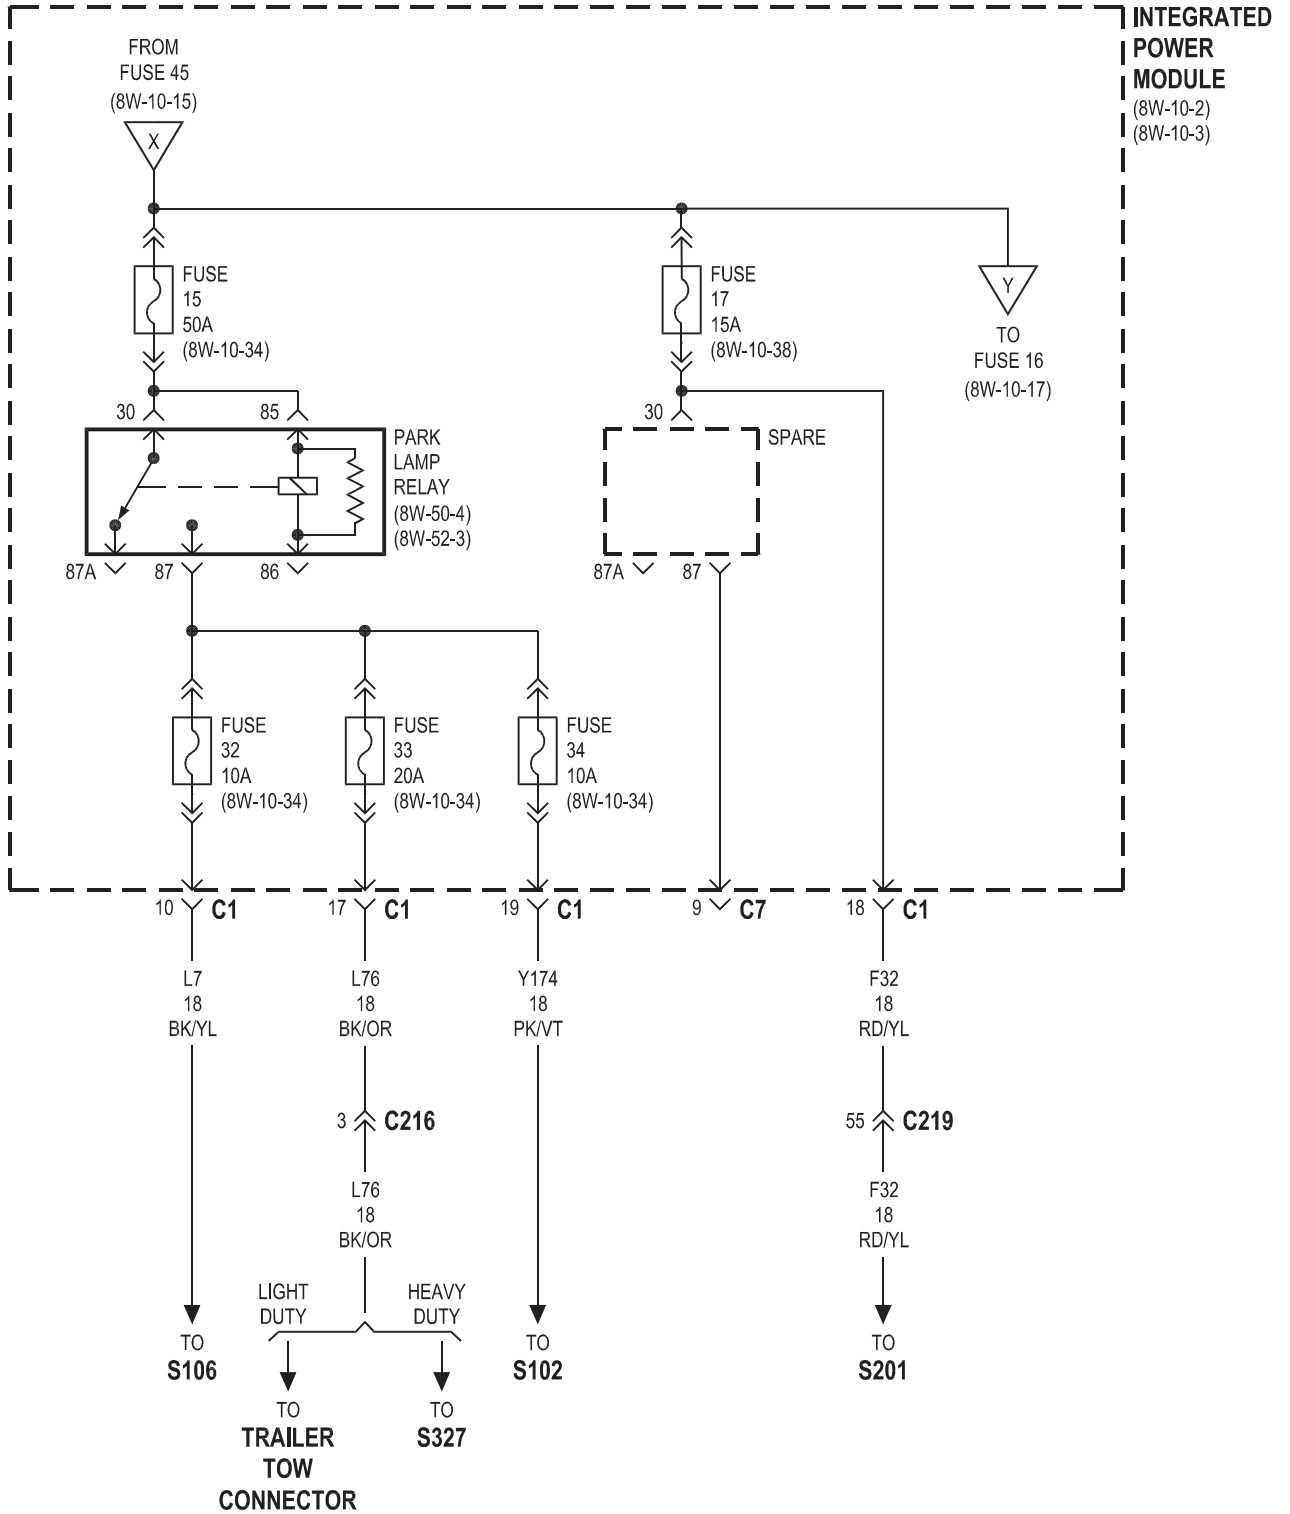 INTEGRATED
POWER
MODULE
(8W-10-2)
(8W-10-3)
FROM
FUSE 45
(8W-10-15)
X
FUSE
15
50A
(8W-10-34)
FUSE
17
15A
(8W-10-38)
Y
TO
FUSE 16
(8W-10-17)
30
85
PARK
LAMP
RELAY
(8W-50-4)
(8W-52-3)
87A
87
86
30
SPARE
87A
87
FUSE
32
10A
(8W-10-34)
FUSE
33
20A
(8W-10-34)
FUSE
34
10A
(8W-10-34)
10 C1
17 C1
19 C1
9 C7
18 C1
L7
18
BK/YL
L76
18
BK/OR
Y174
18
PK/VT
F32
18
RD/YL
3 C216
55 C219
L76
18
BK/OR
F32
18
RD/YL
LIGHT
DUTY
HEAVY
DUTY
TO
S106
TO
TRAILER
TOW
CONNECTOR
TO
S327
TO
S102
TO
S201